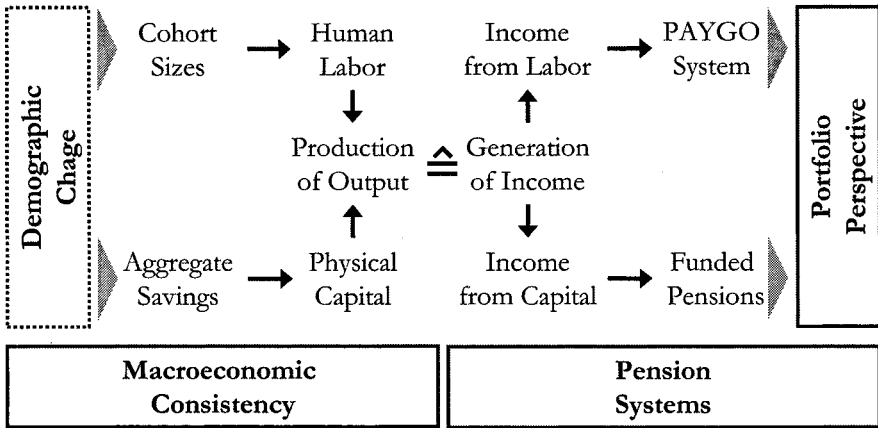 Demographic
Chage
Cohort
Sizes
Human
Labor
Income
from Labor
PAYGO
System
Production
of Output
≙
Generation
of Income
Aggregate
Savings
Physical
Capital
Income
from Capital
Funded
Pensions
Portfolio
Perspective
Macroeconomic
Consistency
Pension
Systems